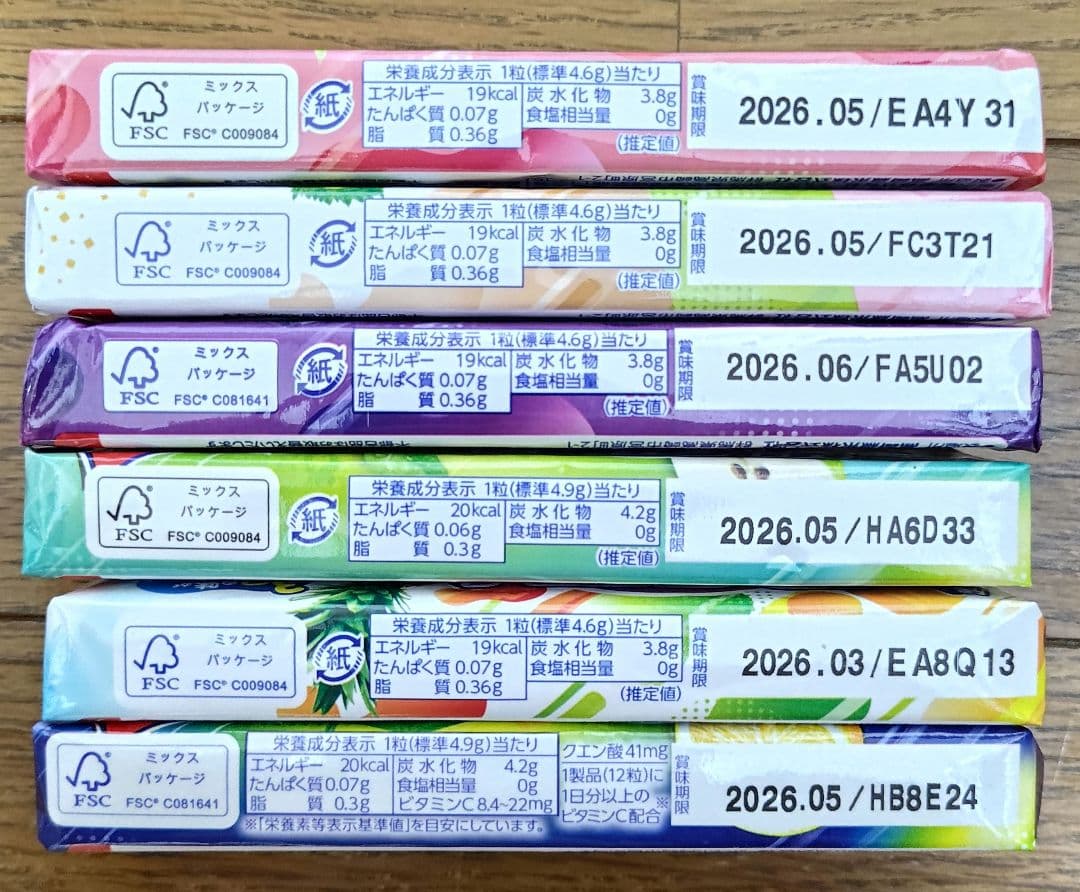 ミックス
パッケージ
FSC
FSC® C009084
紙
栄養成分表示 1粒(標準4.6g)当たり
エネルギー 19kcal
たんぱく質 0.07g
脂 質 0.36g
炭水化物 3.8g
食塩相当量 0g
(推定値)
賞味期限
2026.05/EA4Y 31
ミックス
パッケージ
FSC
FSC® C009084
紙
栄養成分表示 1粒(標準4.6g)当たり
エネルギー 19kcal
たんぱく質 0.07g
脂 質 0.36g
炭水化物 3.8g
食塩相当量 0g
(推定値)
賞味期限
2026.05/FC3T21
ミックス
パッケージ
FSC
FSC® C081641
紙
栄養成分表示 1粒(標準4.6g)当たり
エネルギー 19kcal
たんぱく質 0.07g
脂 質 0.36g
炭水化物 3.8g
食塩相当量 0g
(推定値)
賞味期限
2026.06/FA5U02
ミックス
パッケージ
FSC
FSC® C009084
紙
栄養成分表示 1粒(標準4.9g)当たり
エネルギー 20kcal
たんぱく質 0.06g
脂 質 0.3g
炭水化物 4.2g
食塩相当量 0g
(推定値)
賞味期限
2026.05/HA6D33
ミックス
パッケージ
FSC
FSC® C009084
紙
栄養成分表示 1粒(標準4.6g)当たり
エネルギー 19kcal
たんぱく質 0.07g
脂 質 0.36g
炭水化物 3.8g
食塩相当量 0g
(推定値)
賞味期限
2026.03/EA8Q13
ミックス
パッケージ
FSC
FSC® C081641
栄養成分表示 1粒(標準4.9g)当たり
エネルギー 20kcal
たんぱく質 0.07g
脂 質 0.3g
炭水化物 4.2g
食塩相当量 0g
ビタミンC 8.4~22mg
※「栄養素等表示基準値」を目安にしています。
クエン酸41mg
1製品(12粒)に
1日分以上の※
ビタミンC配合
賞味期限
2026.05/HB8E24